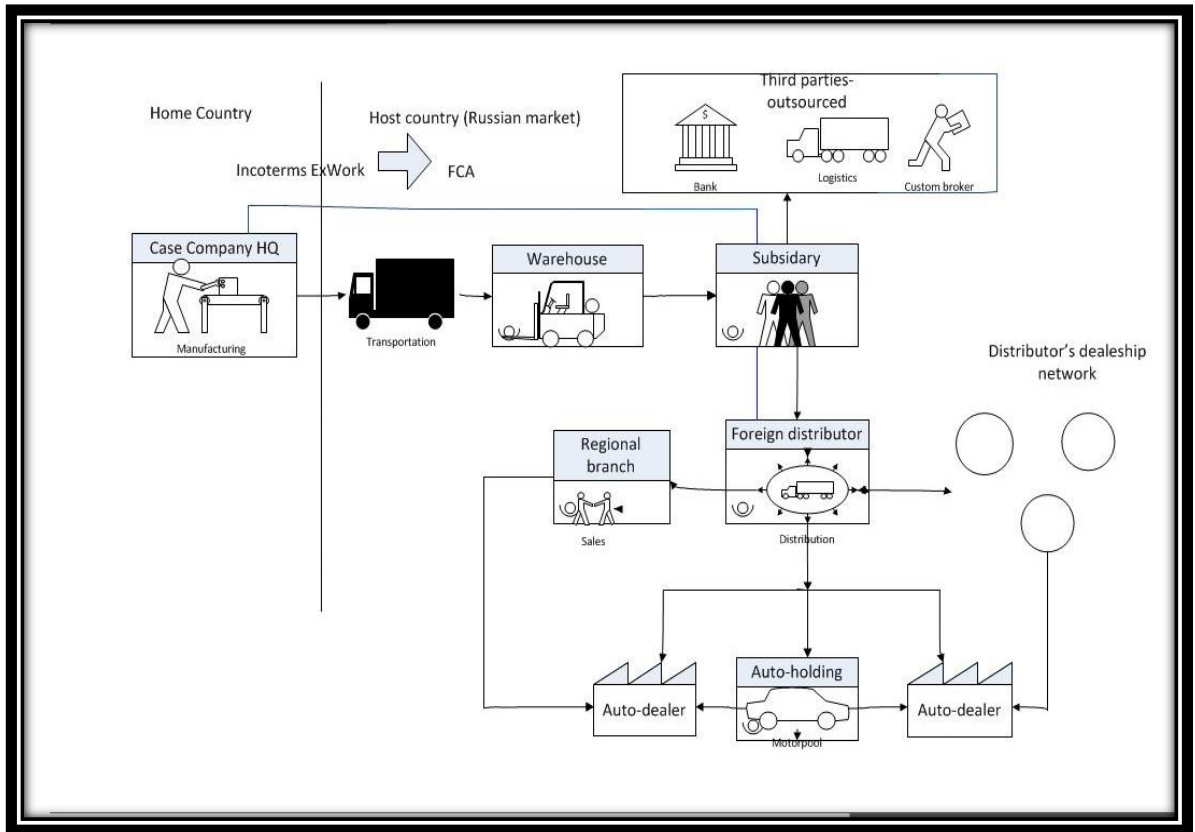 Third parties-
outsourced
Home Country
Host country (Russian market)
Incoterms ExWork
FCA
$
Bank
Logistics
Custom broker
Case Company HQ
Manufacturing
Transportation
Warehouse
Subsidary
Distributor's dealeship
network
Regional
branch
Sales
Foreign distributor
Distribution
Auto-dealer
Auto-holding
Motorpool
Auto-dealer